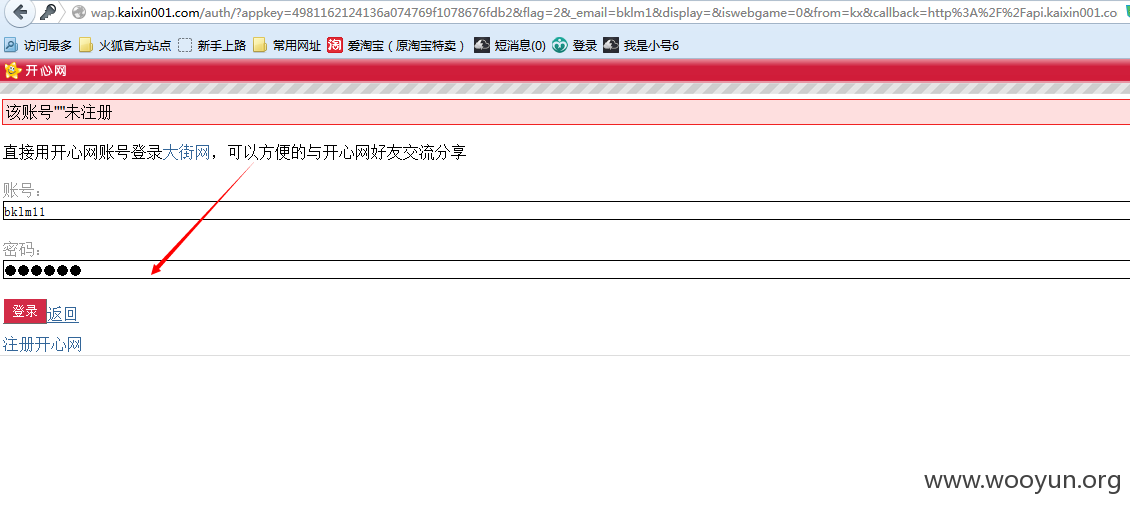 wap.kaixin001.com/auth/?appkey=4981162124136a074769f1078676fdb2&flag=2&_email=bklm1&display=&iswebgame=0&from=kx&callback=http%3A%2F%2Fapi.kaixin001.co
访问最多 火狐官方站点 新手上路 常用网址 淘 爱淘宝（原淘宝特卖） 短消息(0) 登录 我是小号6
开心网
该账号""未注册
直接用开心网账号登录大街网，可以方便的与开心网好友交流分享
账号：
bklm11
密码：
登录 返回
注册开心网
www.wooyun.org